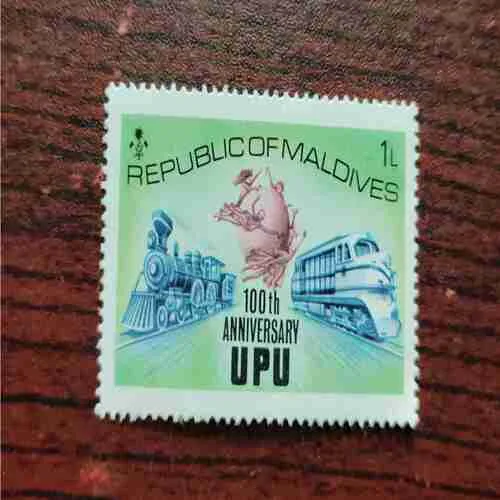 REPUBLIC OF MALDIVES
1L
100th
ANNIVERSARY
UPU